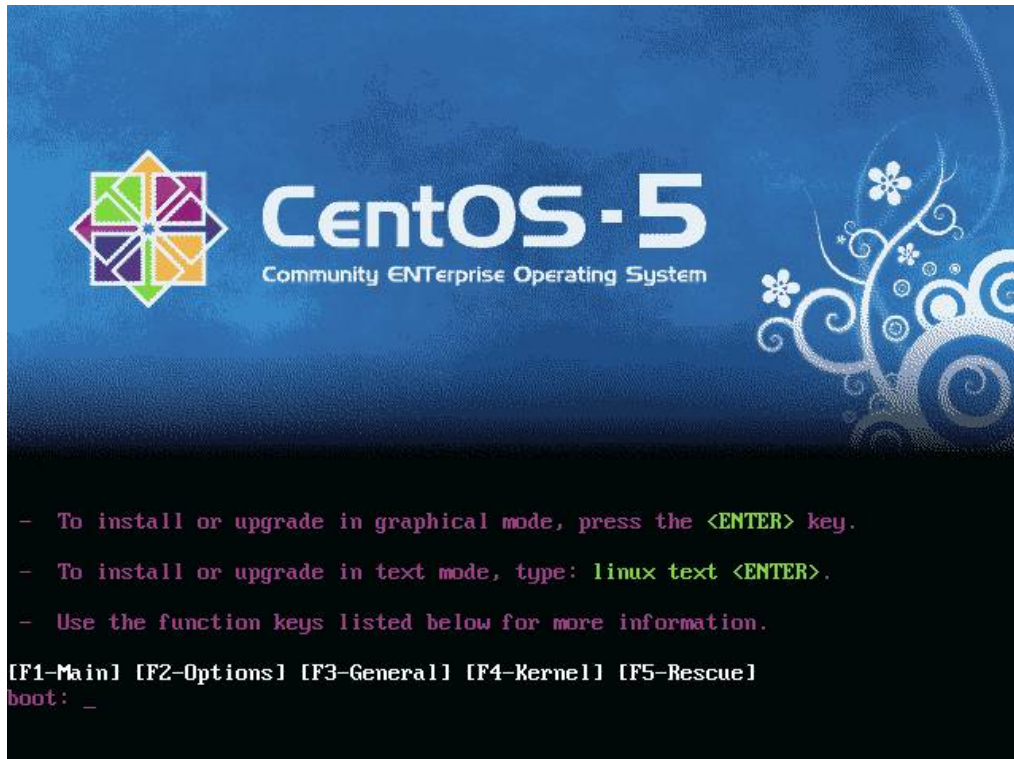 CentOS - 5
Community ENTerprise Operating System
-  To install or upgrade in graphical mode, press the <ENTER> key.
-  To install or upgrade in text mode, type: linux text <ENTER>.
-  Use the function keys listed below for more information.
[F1-Main] [F2-Options] [F3-General] [F4-Kernel] [F5-Rescue]
boot: _